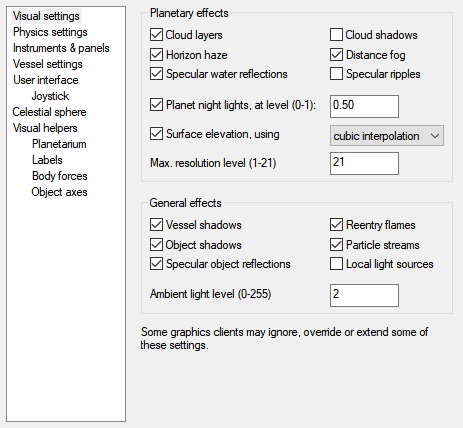 Visual settings
Physics settings
Instruments & panels
Vessel settings
User interface
Joystick
Celestial sphere
Visual helpers
Planetarium
Labels
Body forces
Object axes
Planetary effects
Cloud layers
Cloud shadows
Horizon haze
Distance fog
Specular water reflections
Specular ripples
Planet night lights, at level (0-1):
0.50
Surface elevation, using
cubic interpolation
Max. resolution level (1-21)
21
General effects
Vessel shadows
Reentry flames
Object shadows
Particle streams
Specular object reflections
Local light sources
Ambient light level (0-255)
2
Some graphics clients may ignore, override or extend some of
these settings.